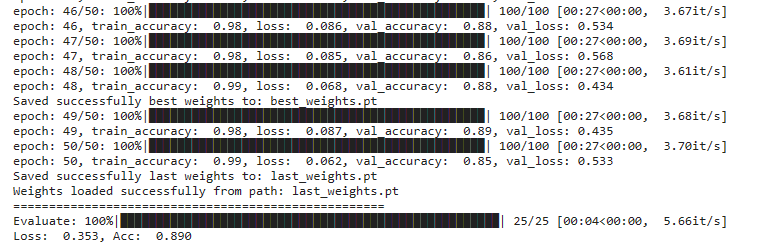 epoch: 46/50: 100%| | 100/100 [00:27<00:00, 3.67it/s]
epoch: 46, train_accuracy: 0.98, loss: 0.086, val_accuracy: 0.88, val_loss: 0.534
epoch: 47/50: 100%| | 100/100 [00:27<00:00, 3.69it/s]
epoch: 47, train_accuracy: 0.98, loss: 0.085, val_accuracy: 0.86, val_loss: 0.568
epoch: 48/50: 100%| | 100/100 [00:27<00:00, 3.61it/s]
epoch: 48, train_accuracy: 0.99, loss: 0.068, val_accuracy: 0.88, val_loss: 0.434
Saved successfully best weights to: best_weights.pt
epoch: 49/50: 100%| | 100/100 [00:27<00:00, 3.68it/s]
epoch: 49, train_accuracy: 0.98, loss: 0.087, val_accuracy: 0.89, val_loss: 0.435
epoch: 50/50: 100%| | 100/100 [00:27<00:00, 3.70it/s]
epoch: 50, train_accuracy: 0.99, loss: 0.062, val_accuracy: 0.85, val_loss: 0.533
Saved successfully last weights to: last_weights.pt
Weights loaded successfully from path: last_weights.pt
==================================================
Evaluate: 100%| | 25/25 [00:04<00:00, 5.66it/s]
Loss: 0.353, Acc: 0.890